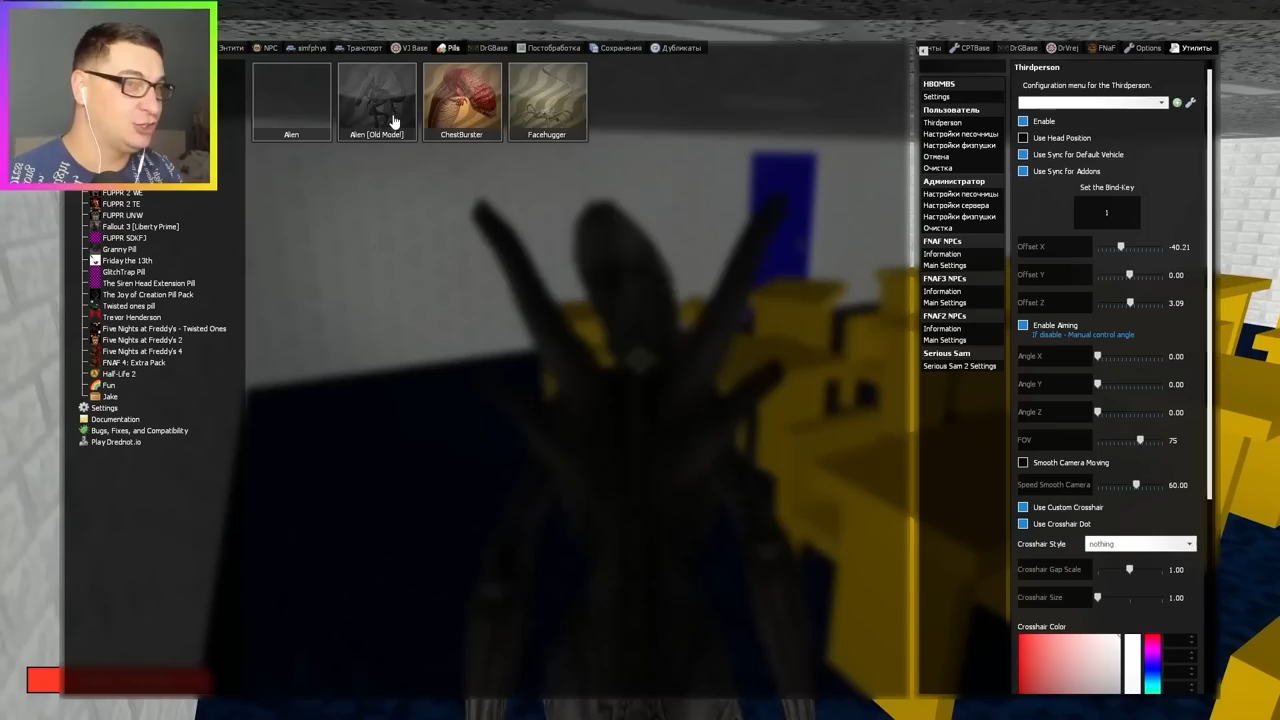 Энтити NPC simfphys Транспорт VJ Base Pills DrGBase Постобработка Сохранения Дубликаты
Alien
Alien [Old Model]
ChestBurster
Facehugger
FUPPR 2 WE
FUPPR 2 TE
FUPPR UNW
Fallout 3 [Liberty Prime]
FUPPR SDKFJ
Granny Pill
Friday the 13th
GlitchTrap Pill
The Siren Head Extension Pill
The Joy of Creation Pill Pack
Twisted ones pill
Trevor Henderson
Five Nights at Freddy's - Twisted Ones
Five Nights at Freddy's 2
Five Nights at Freddy's 4
FNAF 4: Extra Pack
Half-Life 2
Fun
Jake
Settings
Documentation
Bugs, Fixes, and Compatibility
Play Drednot.io
нты CPTBase DrGBase DrVrej FNaF Options Утилиты
HBOMBS
Settings
Пользователь
Thirdperson
Настройки песочницы
Настройки физпушки
Отмена
Очистка
Администратор
Настройки песочницы
Настройки сервера
Настройки физпушки
Очистка
FNAF NPCs
Information
Main Settings
FNAF3 NPCs
Information
Main Settings
FNAF2 NPCs
Information
Main Settings
Serious Sam
Serious Sam 2 Settings
Thirdperson
Configuration menu for the Thirdperson.
Enable
Use Head Position
Use Sync for Default Vehicle
Use Sync for Addons
Set the Bind-Key
1
Offset X -40.21
Offset Y 0.00
Offset Z 3.09
Enable Aiming
If disable - Manual control angle
Angle X 0.00
Angle Y 0.00
Angle Z 0.00
FOV 75
Smooth Camera Moving
Speed Smooth Camera 60.00
Use Custom Crosshair
Use Crosshair Dot
Crosshair Style nothing
Crosshair Gap Scale 1.00
Crosshair Size 1.00
Crosshair Color